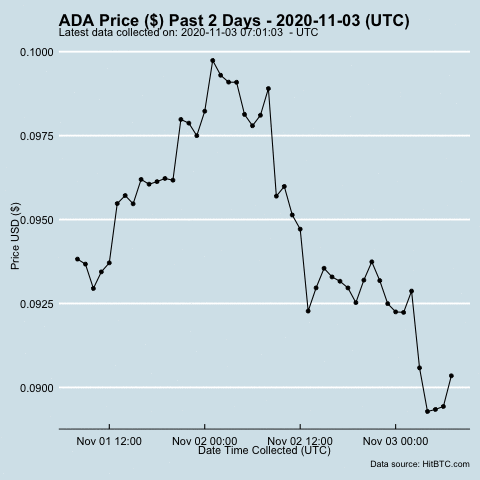 ADA Price ($) Past 2 Days - 2020-11-03 (UTC)
Latest data collected on: 2020-11-03 07:01:03 - UTC
0.1000
0.0975
0.0950
0.0925
0.0900
Price USD ($)
Nov 01 12:00 Nov 02 00:00 Nov 02 12:00 Nov 03 00:00
Date Time Collected (UTC)
Data source: HitBTC.com